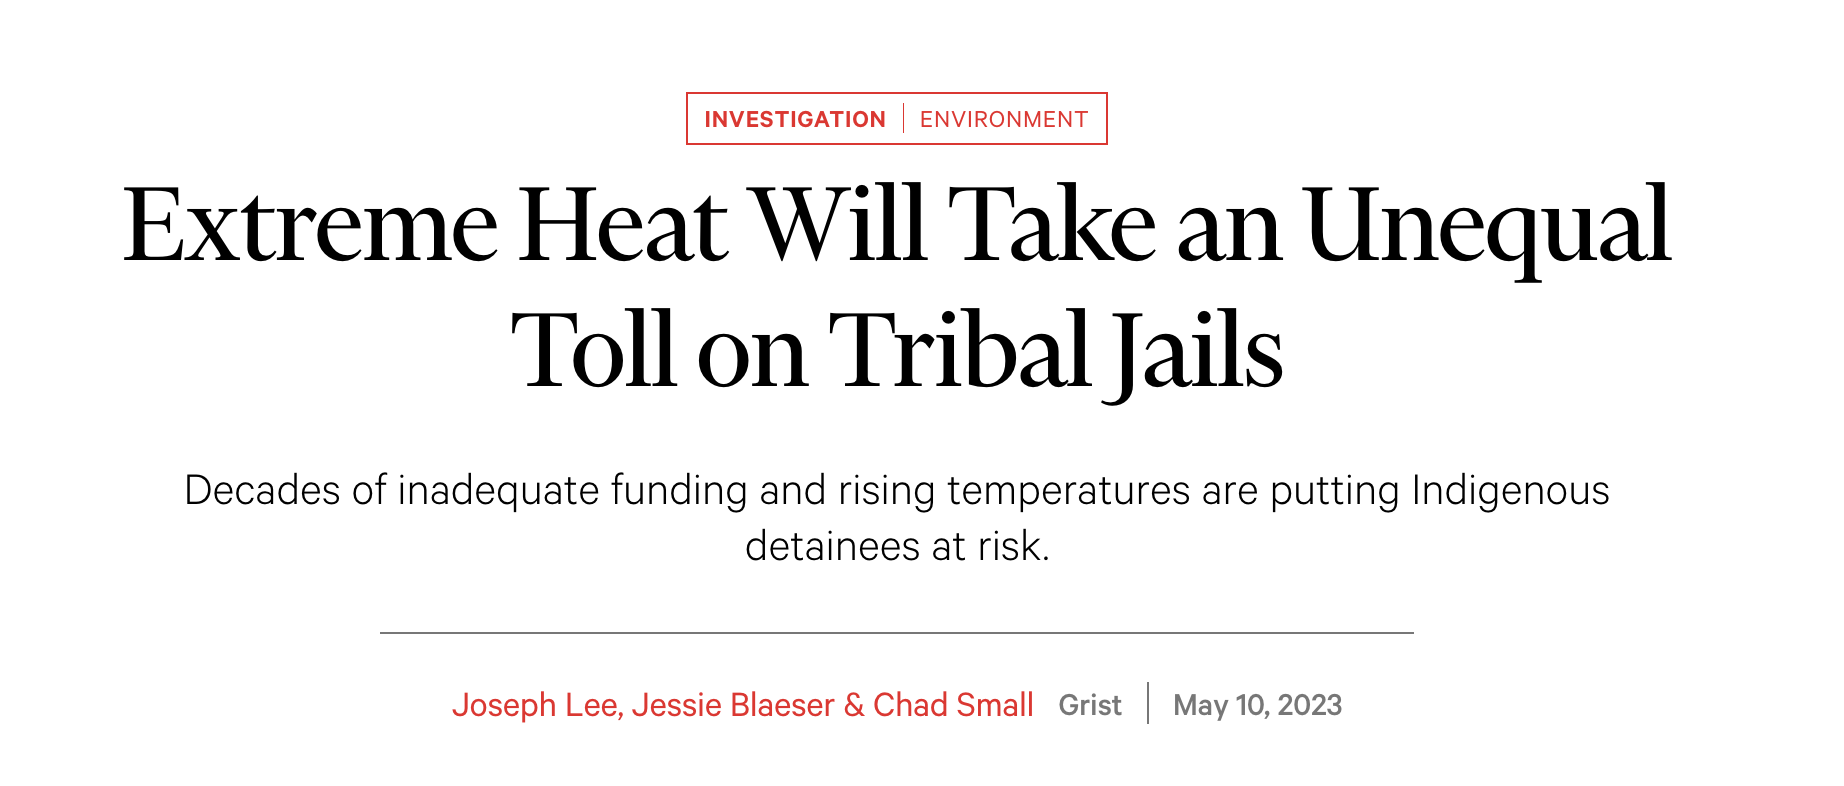 INVESTIGATION | ENVIRONMENT
Extreme Heat Will Take an Unequal
Toll on Tribal Jails
Decades of inadequate funding and rising temperatures are putting Indigenous
detainees at risk.
Joseph Lee, Jessie Blaeser & Chad Small Grist | May 10, 2023